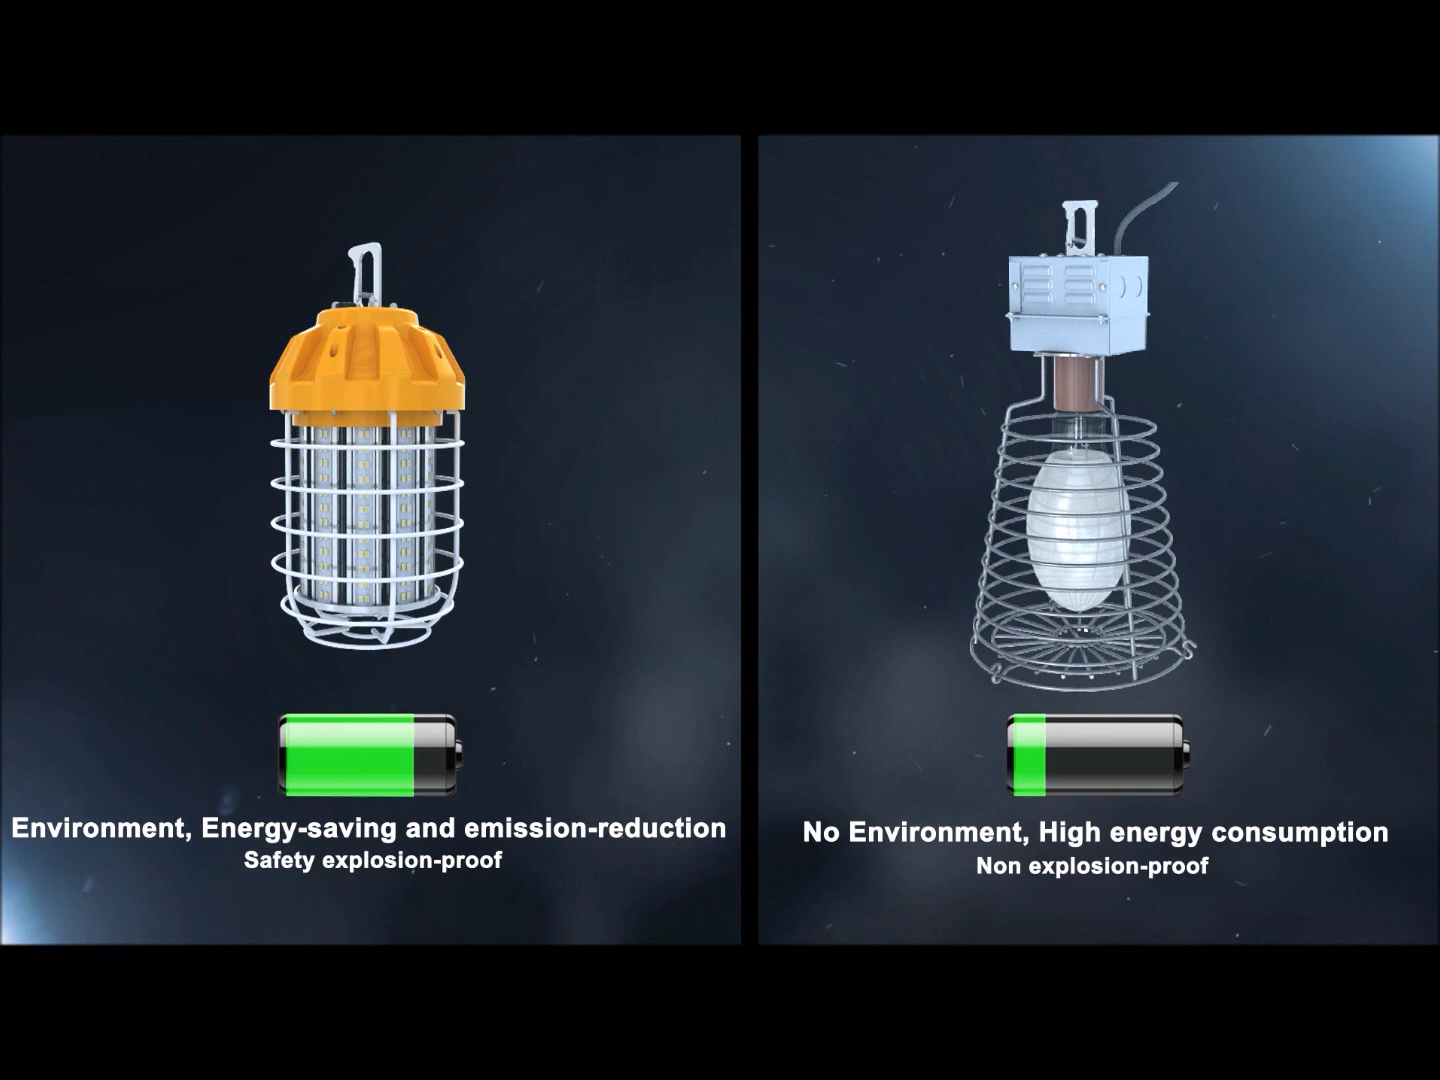 Environment, Energy-saving and emission-reduction
Safety explosion-proof
No Environment, High energy consumption
Non explosion-proof